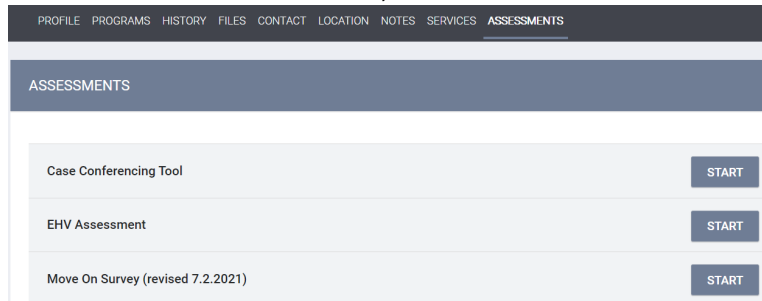 PROFILE PROGRAMS HISTORY FILES CONTACT LOCATION NOTES SERVICES ASSESSMENTS
ASSESSMENTS
Case Conferencing Tool START
EHV Assessment START
Move On Survey (revised 7.2.2021) START